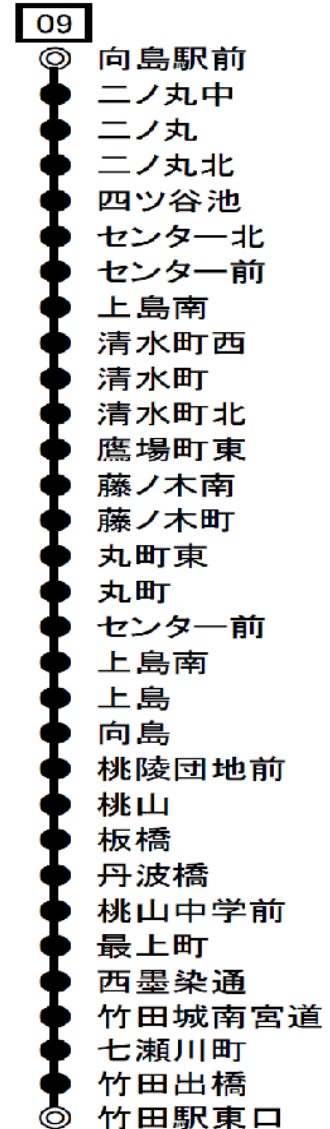 09
向島駅前
二ノ丸中
二ノ丸
二ノ丸北
四ツ谷池
センター北
センター前
上島南
清水町西
清水町
清水町北
鷹場町東
藤ノ木南
藤ノ木町
丸町東
丸町
センター前
上島南
上島
向島
桃陵団地前
桃山
板橋
丹波橋
桃山中学前
最上町
西墨染通
竹田城南宮道
七瀬川町
竹田出橋
竹田駅東口